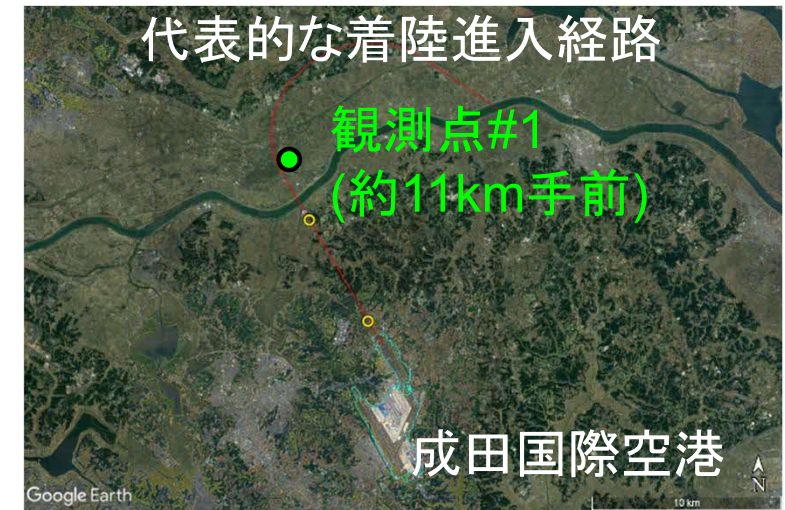 代表的な着陸進入経路
観測点#1
(約11km手前)
成田国際空港
N
Google Earth
10 km